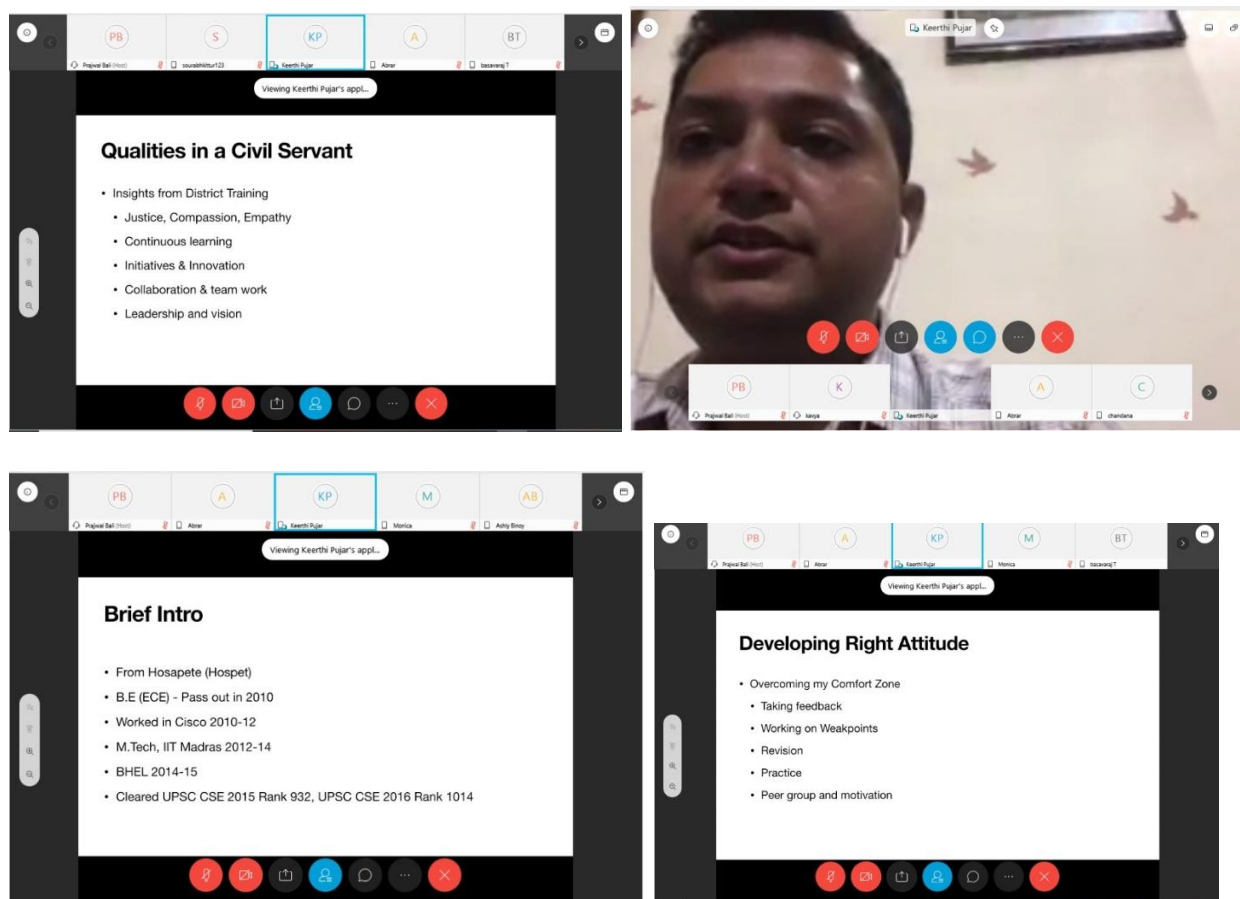 PB
S
KP
A
BT
Prajwal Bali (Host)
sourabhkittur123
Keerthi Pujar
Abrar
basavaraj T
Viewing Keerthi Pujar's appl...
Qualities in a Civil Servant
• Insights from District Training
• Justice, Compassion, Empathy
• Continuous learning
• Initiatives & Innovation
• Collaboration & team work
• Leadership and vision
Keerthi Pujar
PB
K
A
C
Prajwal Bali (Host)
kavya
Keerthi Pujar
Abrar
chandana
PB
A
KP
M
AB
Prajwal Bali (Host)
Abrar
Keerthi Pujar
Monica
Ashly Binoy
Viewing Keerthi Pujar's appl...
Brief Intro
• From Hosapete (Hospet)
• B.E (ECE) - Pass out in 2010
• Worked in Cisco 2010-12
• M.Tech, IIT Madras 2012-14
• BHEL 2014-15
• Cleared UPSC CSE 2015 Rank 932, UPSC CSE 2016 Rank 1014
PB
A
KP
M
BT
Prajwal Bali (Host)
Abrar
Keerthi Pujar
Monica
basavaraj T
Viewing Keerthi Pujar's appl...
Developing Right Attitude
• Overcoming my Comfort Zone
• Taking feedback
• Working on Weakpoints
• Revision
• Practice
• Peer group and motivation